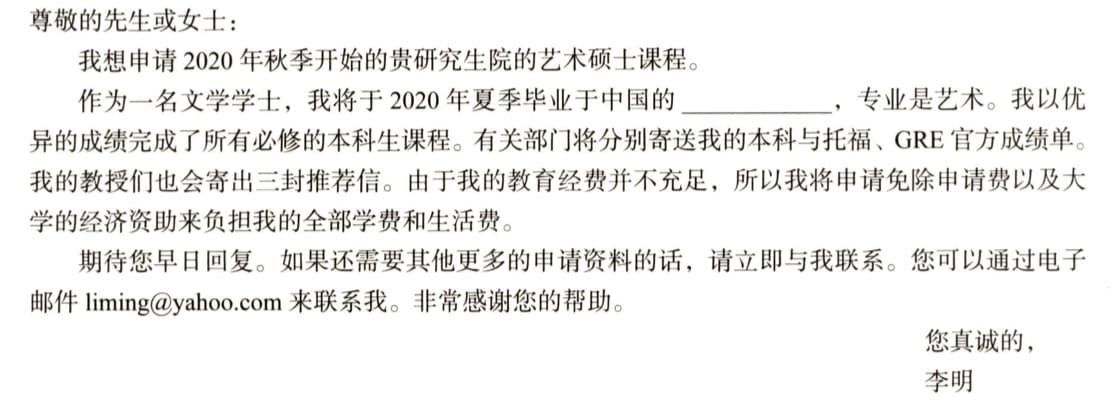 尊敬的先生或女士：
我想申请 2020 年秋季开始的贵研究生院的艺术硕士课程。
作为一名文学学士，我将于 2020 年夏季毕业于中国的 ____________，专业是艺术。我以优
异的成绩完成了所有必修的本科生课程。有关部门将分别寄送我的本科与托福、GRE 官方成绩单。
我的教授们也会寄出三封推荐信。由于我的教育经费并不充足，所以我将申请免除申请费以及大
学的经济资助来负担我的全部学费和生活费。
期待您早日回复。如果还需要其他更多的申请资料的话，请立即与我联系。您可以通过电子
邮件 liming@yahoo.com 来联系我。非常感谢您的帮助。
您真诚的，
李明